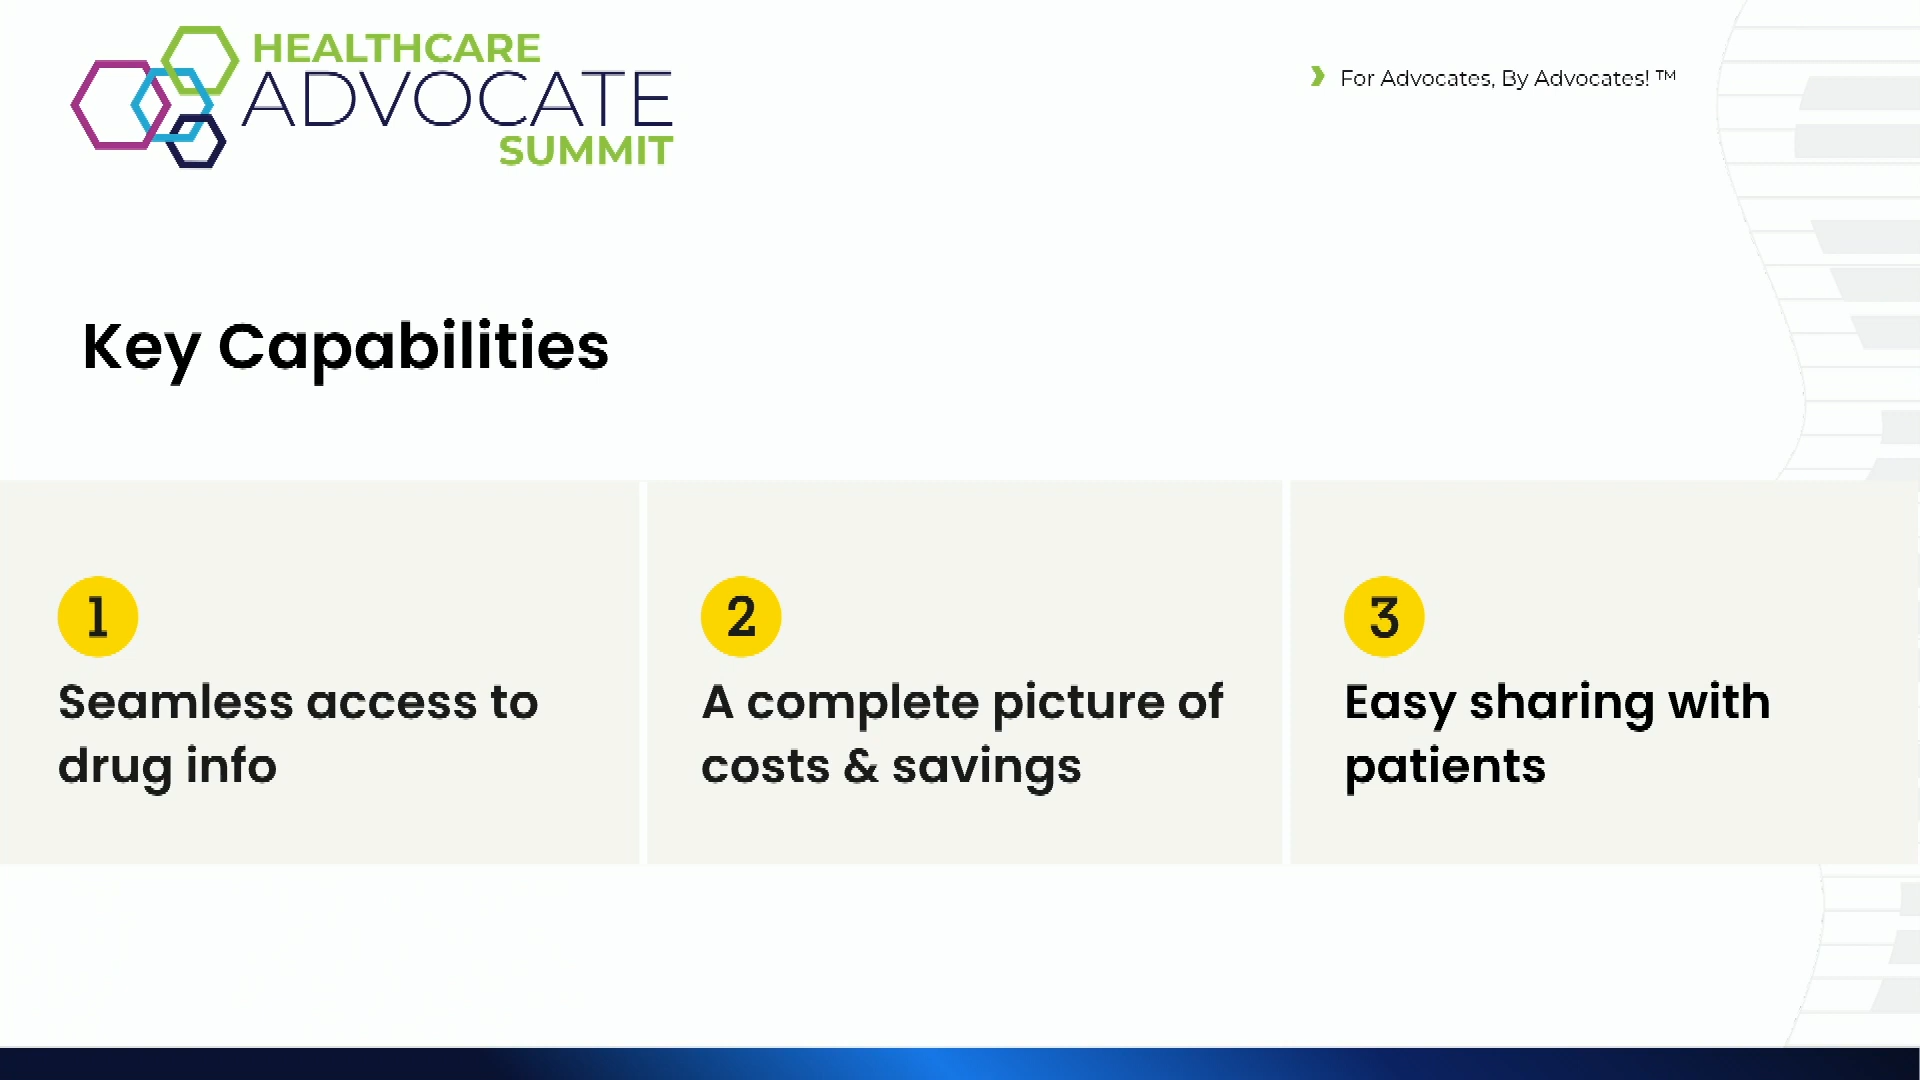 HEALTHCARE
ADVOCATE
SUMMIT
For Advocates, By Advocates! ™
Key Capabilities
1
Seamless access to
drug info
2
A complete picture of
costs & savings
3
Easy sharing with
patients